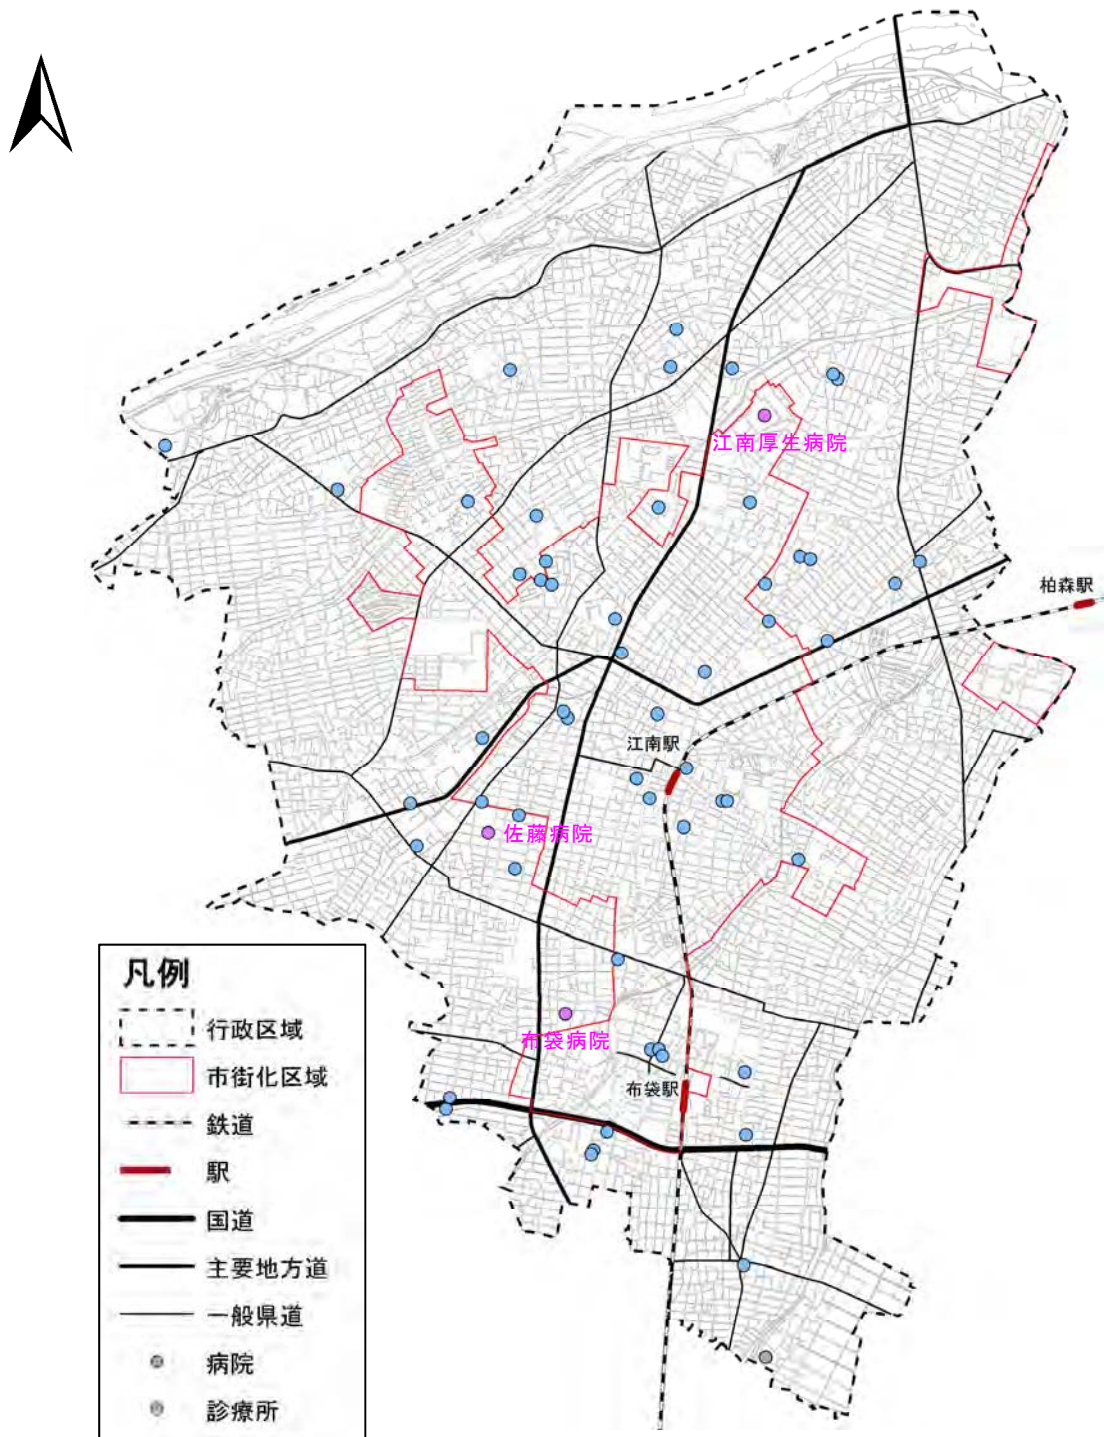 江南厚生病院
柏森駅
江南駅
佐藤病院
布袋病院
布袋駅
凡例
行政区域
市街化区域
鉄道
駅
国道
主要地方道
一般県道
病院
診療所